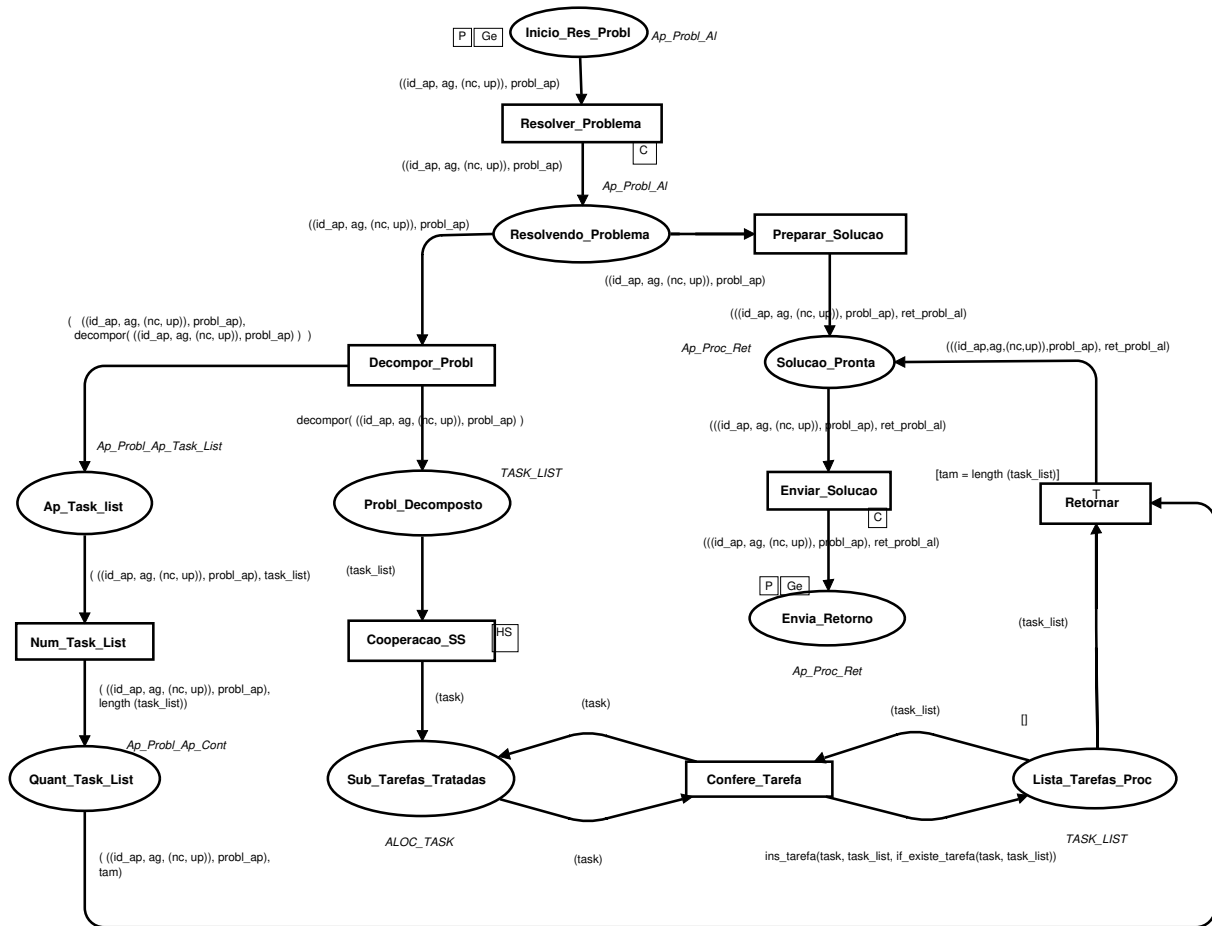 P
Ge
Inicio_Res_Probl
Ap_Probl_Al
((id_ap, ag, (nc, up)), probl_ap)
Resolver_Problema
C
((id_ap, ag, (nc, up)), probl_ap)
Ap_Probl_Al
((id_ap, ag, (nc, up)), probl_ap)
Resolvendo_Problema
Preparar_Solucao
((id_ap, ag, (nc, up)), probl_ap)
( ((id_ap, ag, (nc, up)), probl_ap),
decompor( ((id_ap, ag, (nc, up)), probl_ap) ) )
(((id_ap, ag, (nc, up)), probl_ap), ret_probl_al)
Ap_Proc_Ret
(((id_ap,ag,(nc,up)),probl_ap), ret_probl_al)
Decompor_Probl
Solucao_Pronta
decompor( ((id_ap, ag, (nc, up)), probl_ap) )
(((id_ap, ag, (nc, up)), probl_ap), ret_probl_al)
Ap_Probl_Ap_Task_List
TASK_LIST
[tam = length (task_list)]
Ap_Task_list
Probl_Decomposto
Enviar_Solucao
C
T
Retornar
(((id_ap, ag, (nc, up)), probl_ap), ret_probl_al)
( ((id_ap, ag, (nc, up)), probl_ap), task_list)
(task_list)
P
Ge
Envia_Retorno
(task_list)
Num_Task_List
Cooperacao_SS
HS
Ap_Proc_Ret
( ((id_ap, ag, (nc, up)), probl_ap),
length (task_list))
(task)
(task)
(task_list)
[]
Ap_Probl_Ap_Cont
Quant_Task_List
Sub_Tarefas_Tratadas
Confere_Tarefa
Lista_Tarefas_Proc
ALOC_TASK
TASK_LIST
( ((id_ap, ag, (nc, up)), probl_ap),
tam)
(task)
ins_tarefa(task, task_list, if_existe_tarefa(task, task_list))